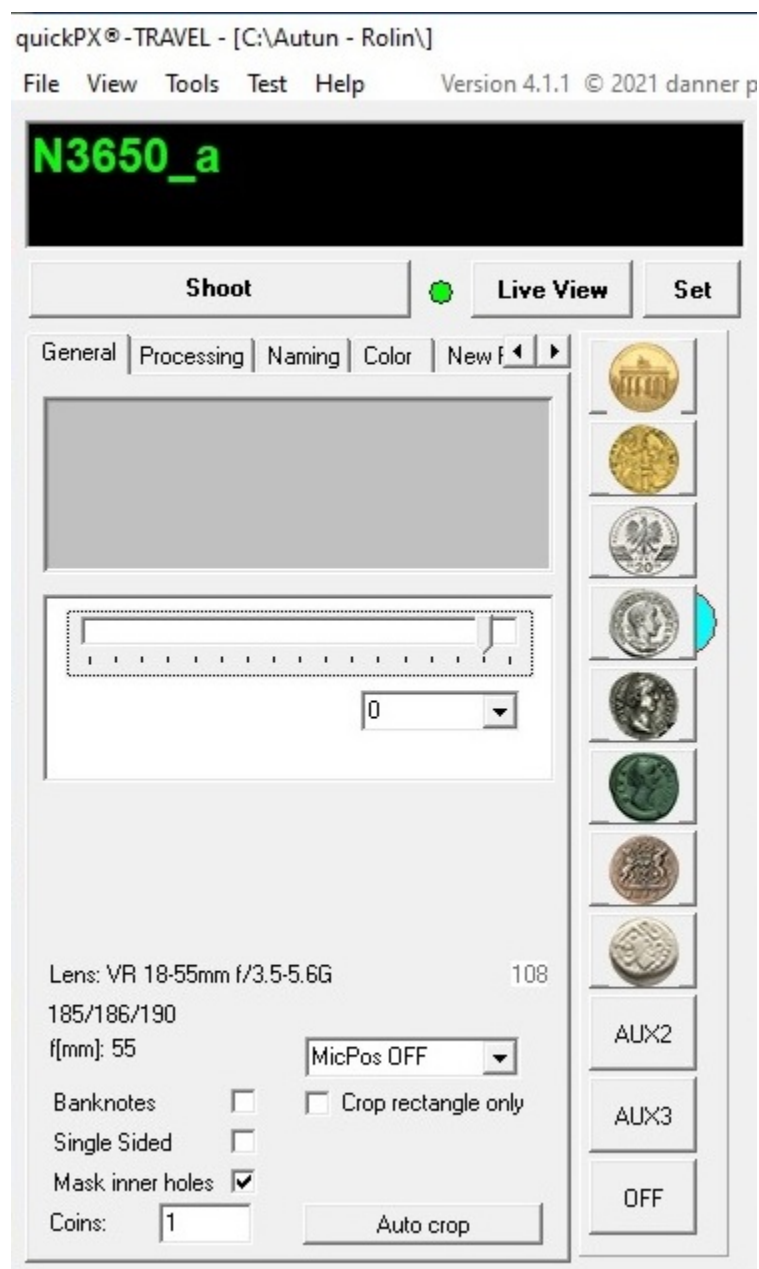 quickPX®-TRAVEL - [C:\Autun - Rolin\]
File View Tools Test Help Version 4.1.1 © 2021 danner
N3650_a
Shoot Live View Set
General Processing Naming Color New
0
Lens: VR 18-55mm f/3.5-5.6G 108
185/186/190
f[mm]: 55 MicPos OFF
Banknotes Crop rectangle only
Single Sided
Mask inner holes
Coins: 1 Auto crop
20
AUX2
AUX3
OFF